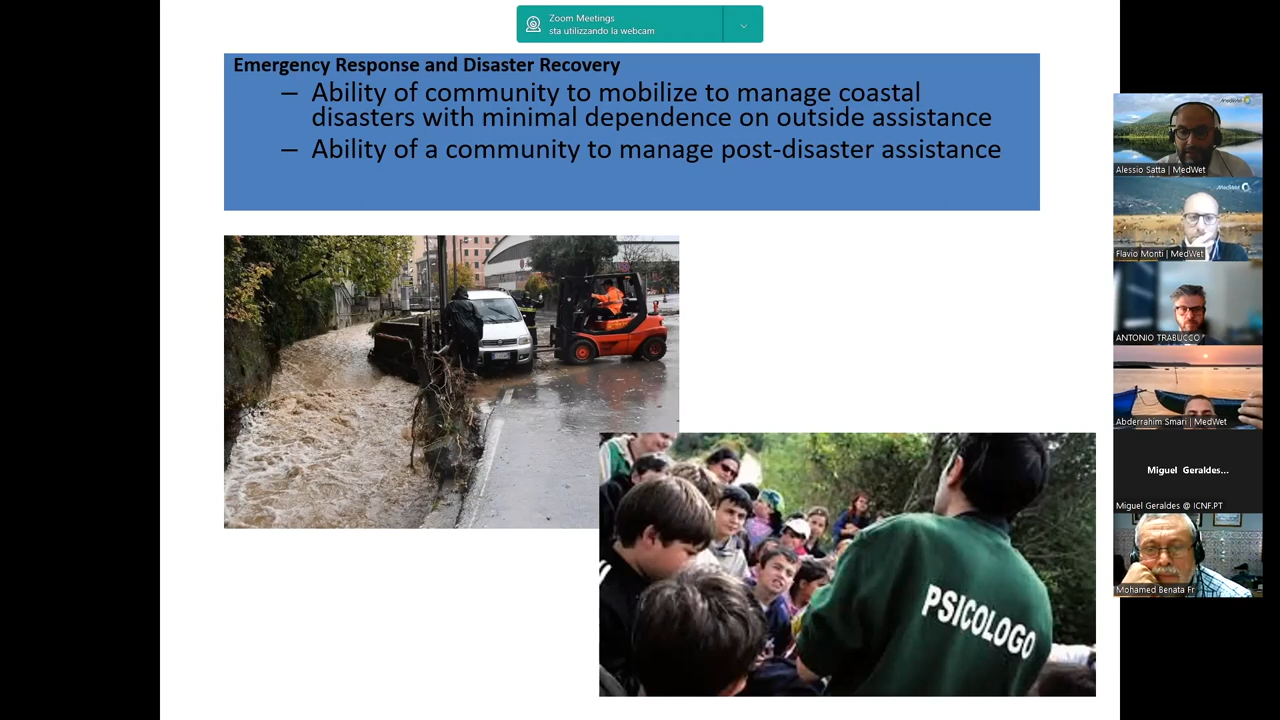 Zoom Meetings
sta utilizzando la webcam
Emergency Response and Disaster Recovery
– Ability of community to mobilize to manage coastal
disasters with minimal dependence on outside assistance
– Ability of a community to manage post-disaster assistance
PSICOLOGO
MedWet
Alessio Satta | MedWet
MedWet
Flavio Monti | MedWet
ANTONIO TRABUCCO
Abderrahim Smari | MedWet
Miguel Geraldes...
Miguel Geraldes @ ICNF.PT
Mohamed Benata Fr